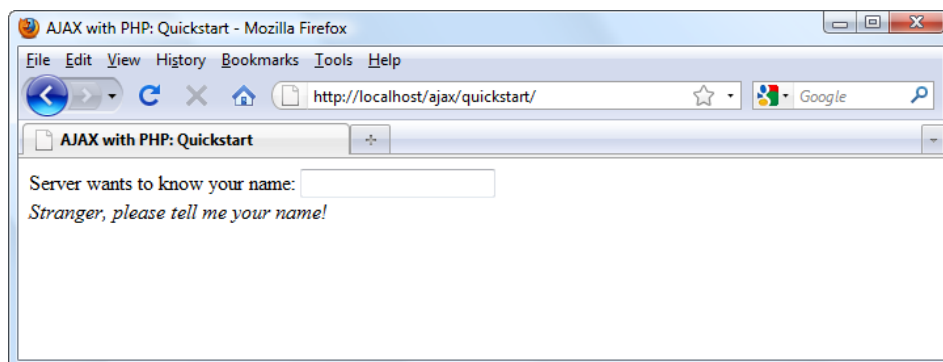 AJAX with PHP: Quickstart - Mozilla Firefox
File Edit View History Bookmarks Tools Help
http://localhost/ajax/quickstart/ Google
AJAX with PHP: Quickstart
Server wants to know your name:
Stranger, please tell me your name!